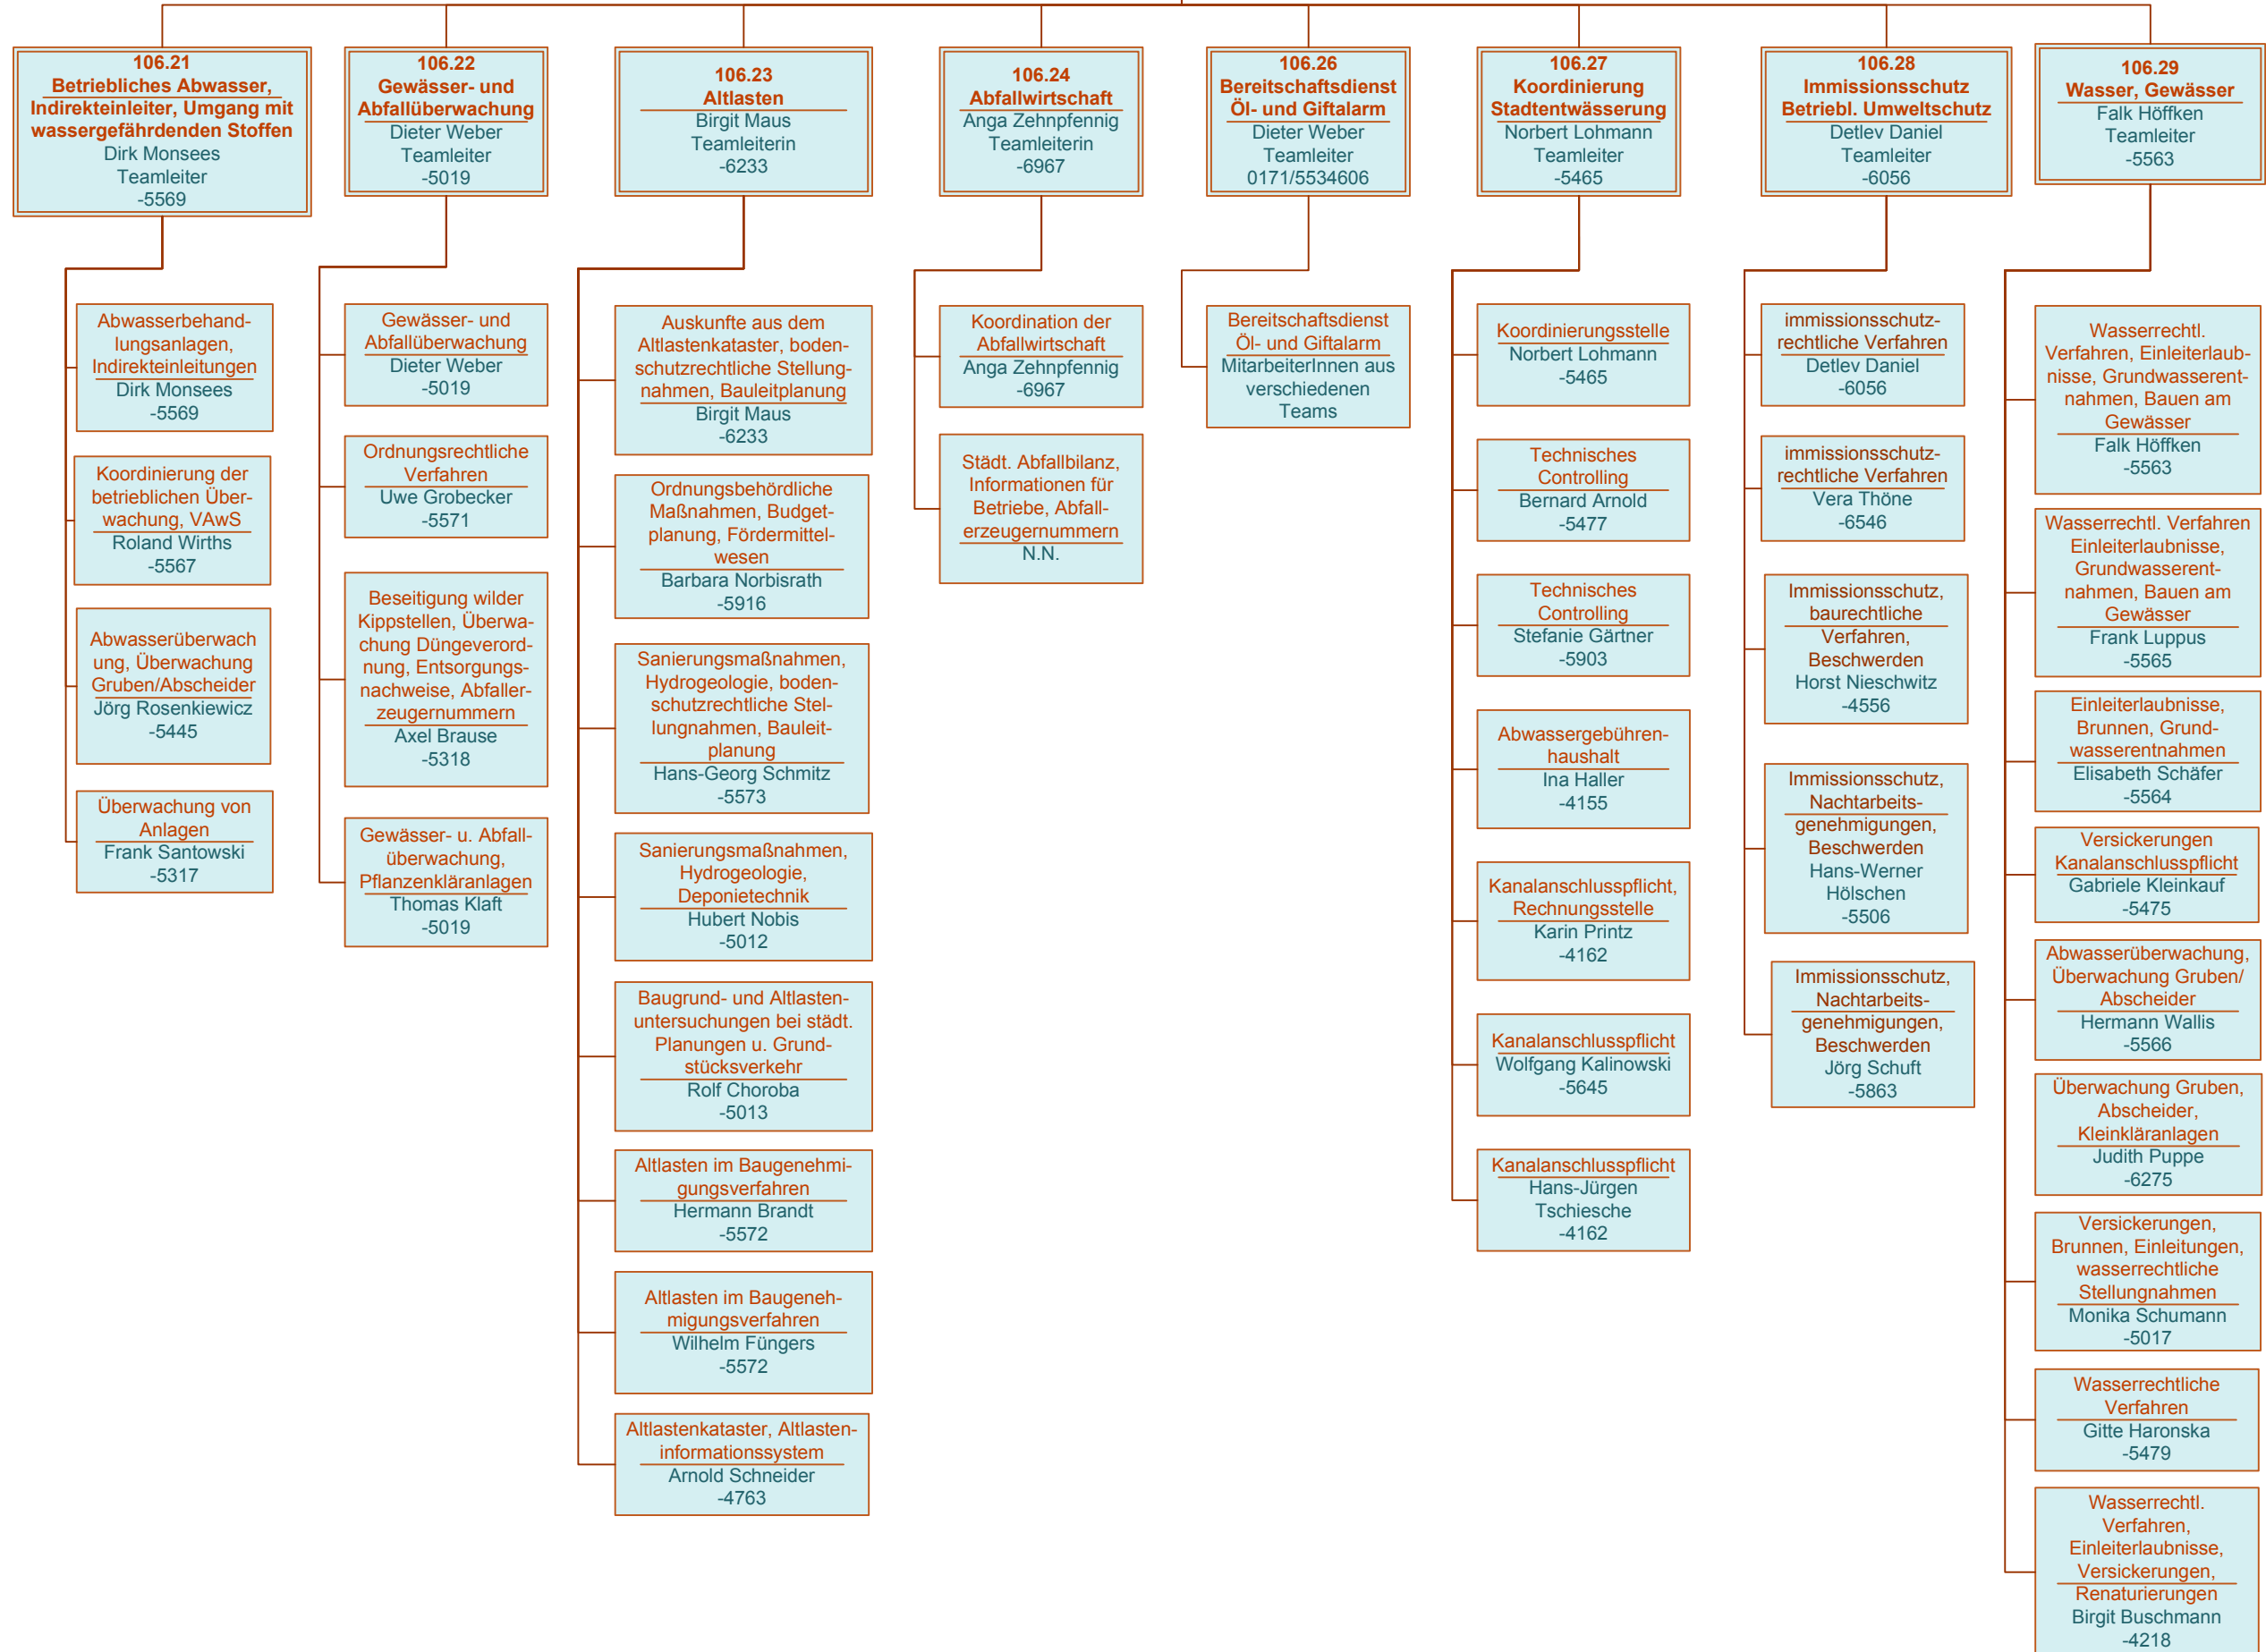 106.21
Betriebliches Abwasser,
Indirekteinleiter, Umgang mit
wassergefährdenden Stoffen
Dirk Monsees
Teamleiter
-5569
Abwasserbehand-
lungsanlagen,
Indirekteinleitungen
Dirk Monsees
-5569
Koordinierung der
betrieblichen Über-
wachung, VAwS
Roland Wirths
-5567
Abwasserüberwach
ung, Überwachung
Gruben/Abscheider
Jörg Rosenkiewicz
-5445
Überwachung von
Anlagen
Frank Santowski
-5317
106.22
Gewässer- und
Abfallüberwachung
Dieter Weber
Teamleiter
-5019
Gewässer- und
Abfallüberwachung
Dieter Weber
-5019
Ordnungsrechtliche
Verfahren
Uwe Grobecker
-5571
Beseitigung wilder
Kippstellen, Überwa-
chung Düngeverord-
nung, Entsorgungs-
nachweise, Abfaller-
zeugernummern
Axel Brause
-5318
Gewässer- u. Abfall-
überwachung,
Pflanzenkläranlagen
Thomas Klaft
-5019
106.23
Altlasten
Birgit Maus
Teamleiterin
-6233
Auskunfte aus dem
Altlastenkataster, boden-
schutzrechtliche Stellung-
nahmen, Bauleitplanung
Birgit Maus
-6233
Ordnungsbehördliche
Maßnahmen, Budget-
planung, Fördermittel-
wesen
Barbara Norbisrath
-5916
Sanierungsmaßnahmen,
Hydrogeologie, boden-
schutzrechtliche Stel-
lungnahmen, Bauleit-
planung
Hans-Georg Schmitz
-5573
Sanierungsmaßnahmen,
Hydrogeologie,
Deponietechnik
Hubert Nobis
-5012
Baugrund- und Altlasten-
untersuchungen bei städt.
Planungen u. Grund-
stücksverkehr
Rolf Choroba
-5013
Altlasten im Baugenehmi-
gungsverfahren
Hermann Brandt
-5572
Altlasten im Baugeneh-
migungsverfahren
Wilhelm Füngers
-5572
Altlastenkataster, Altlasten-
informationssystem
Arnold Schneider
-4763
106.24
Abfallwirtschaft
Anga Zehnpfennig
Teamleiterin
-6967
Koordination der
Abfallwirtschaft
Anga Zehnpfennig
-6967
Städt. Abfallbilanz,
Informationen für
Betriebe, Abfall-
erzeugernummern
N.N.
106.26
Bereitschaftsdienst
Öl- und Giftalarm
Dieter Weber
Teamleiter
0171/5534606
Bereitschaftsdienst
Öl- und Giftalarm
MitarbeiterInnen aus
verschiedenen
Teams
106.27
Koordinierung
Stadtentwässerung
Norbert Lohmann
Teamleiter
-5465
Koordinierungsstelle
Norbert Lohmann
-5465
Technisches
Controlling
Bernard Arnold
-5477
Technisches
Controlling
Stefanie Gärtner
-5903
Abwassergebühren-
haushalt
Ina Haller
-4155
Kanalanschlusspflicht,
Rechnungsstelle
Karin Printz
-4162
Kanalanschlusspflicht
Wolfgang Kalinowski
-5645
Kanalanschlusspflicht
Hans-Jürgen
Tschiesche
-4162
106.28
Immissionsschutz
Betriebl. Umweltschutz
Detlev Daniel
Teamleiter
-6056
immissionsschutz-
rechtliche Verfahren
Detlev Daniel
-6056
immissionsschutz-
rechtliche Verfahren
Vera Thöne
-6546
Immissionsschutz,
baurechtliche
Verfahren,
Beschwerden
Horst Nieschwitz
-4556
Immissionsschutz,
Nachtarbeits-
genehmigungen,
Beschwerden
Hans-Werner
Hölschen
-5506
Immissionsschutz,
Nachtarbeits-
genehmigungen,
Beschwerden
Jörg Schuft
-5863
106.29
Wasser, Gewässer
Falk Höffken
Teamleiter
-5563
Wasserrechtl.
Verfahren, Einleiterlaub-
nisse, Grundwasserent-
nahmen, Bauen am
Gewässer
Falk Höffken
-5563
Wasserrechtl. Verfahren
Einleiterlaubnisse,
Grundwasserent-
nahmen, Bauen am
Gewässer
Frank Luppus
-5565
Einleiterlaubnisse,
Brunnen, Grund-
wasserentnahmen
Elisabeth Schäfer
-5564
Versickerungen
Kanalanschlusspflicht
Gabriele Kleinkauf
-5475
Abwasserüberwachung,
Überwachung Gruben/
Abscheider
Hermann Wallis
-5566
Überwachung Gruben,
Abscheider,
Kleinkläranlagen
Judith Puppe
-6275
Versickerungen,
Brunnen, Einleitungen,
wasserrechtliche
Stellungnahmen
Monika Schumann
-5017
Wasserrechtliche
Verfahren
Gitte Haronska
-5479
Wasserrechtl.
Verfahren,
Einleiterlaubnisse,
Versickerungen,
Renaturierungen
Birgit Buschmann
-4218